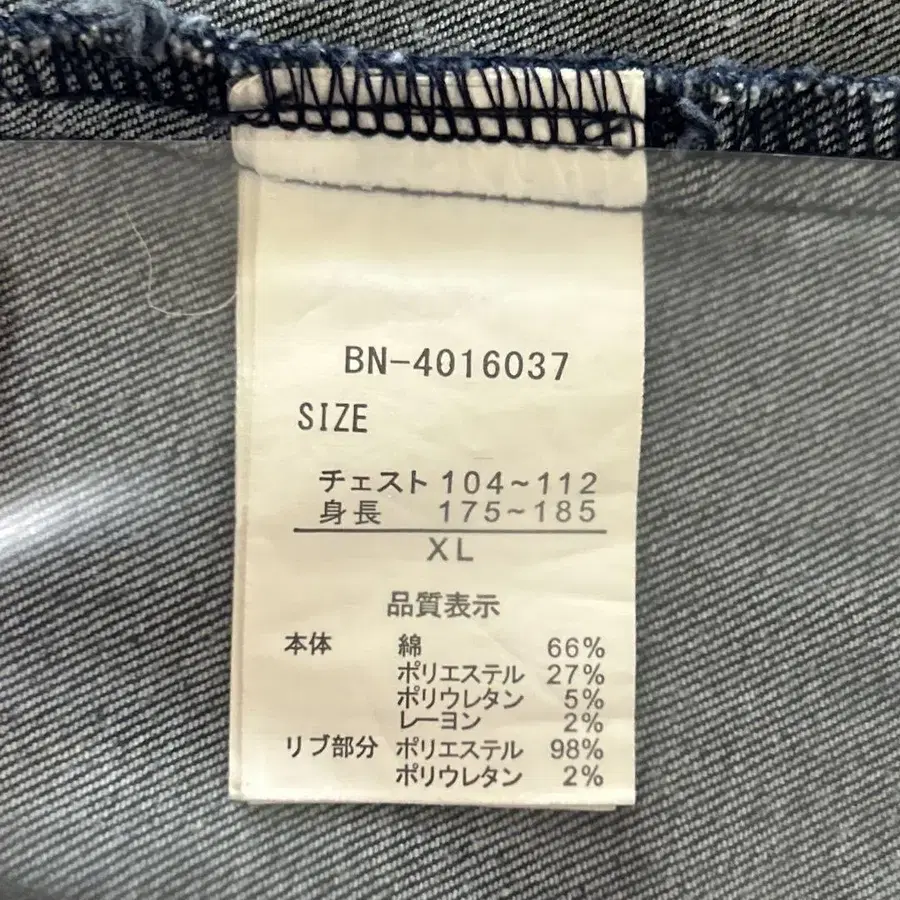 BN-4016037
SIZE
チェスト 104~112
身長 175~185
XL
品質表示
本体 綿 66%
ポリエステル 27%
ポリウレタン 5%
レーヨン 2%
リブ部分 ポリエステル 98%
ポリウレタン 2%